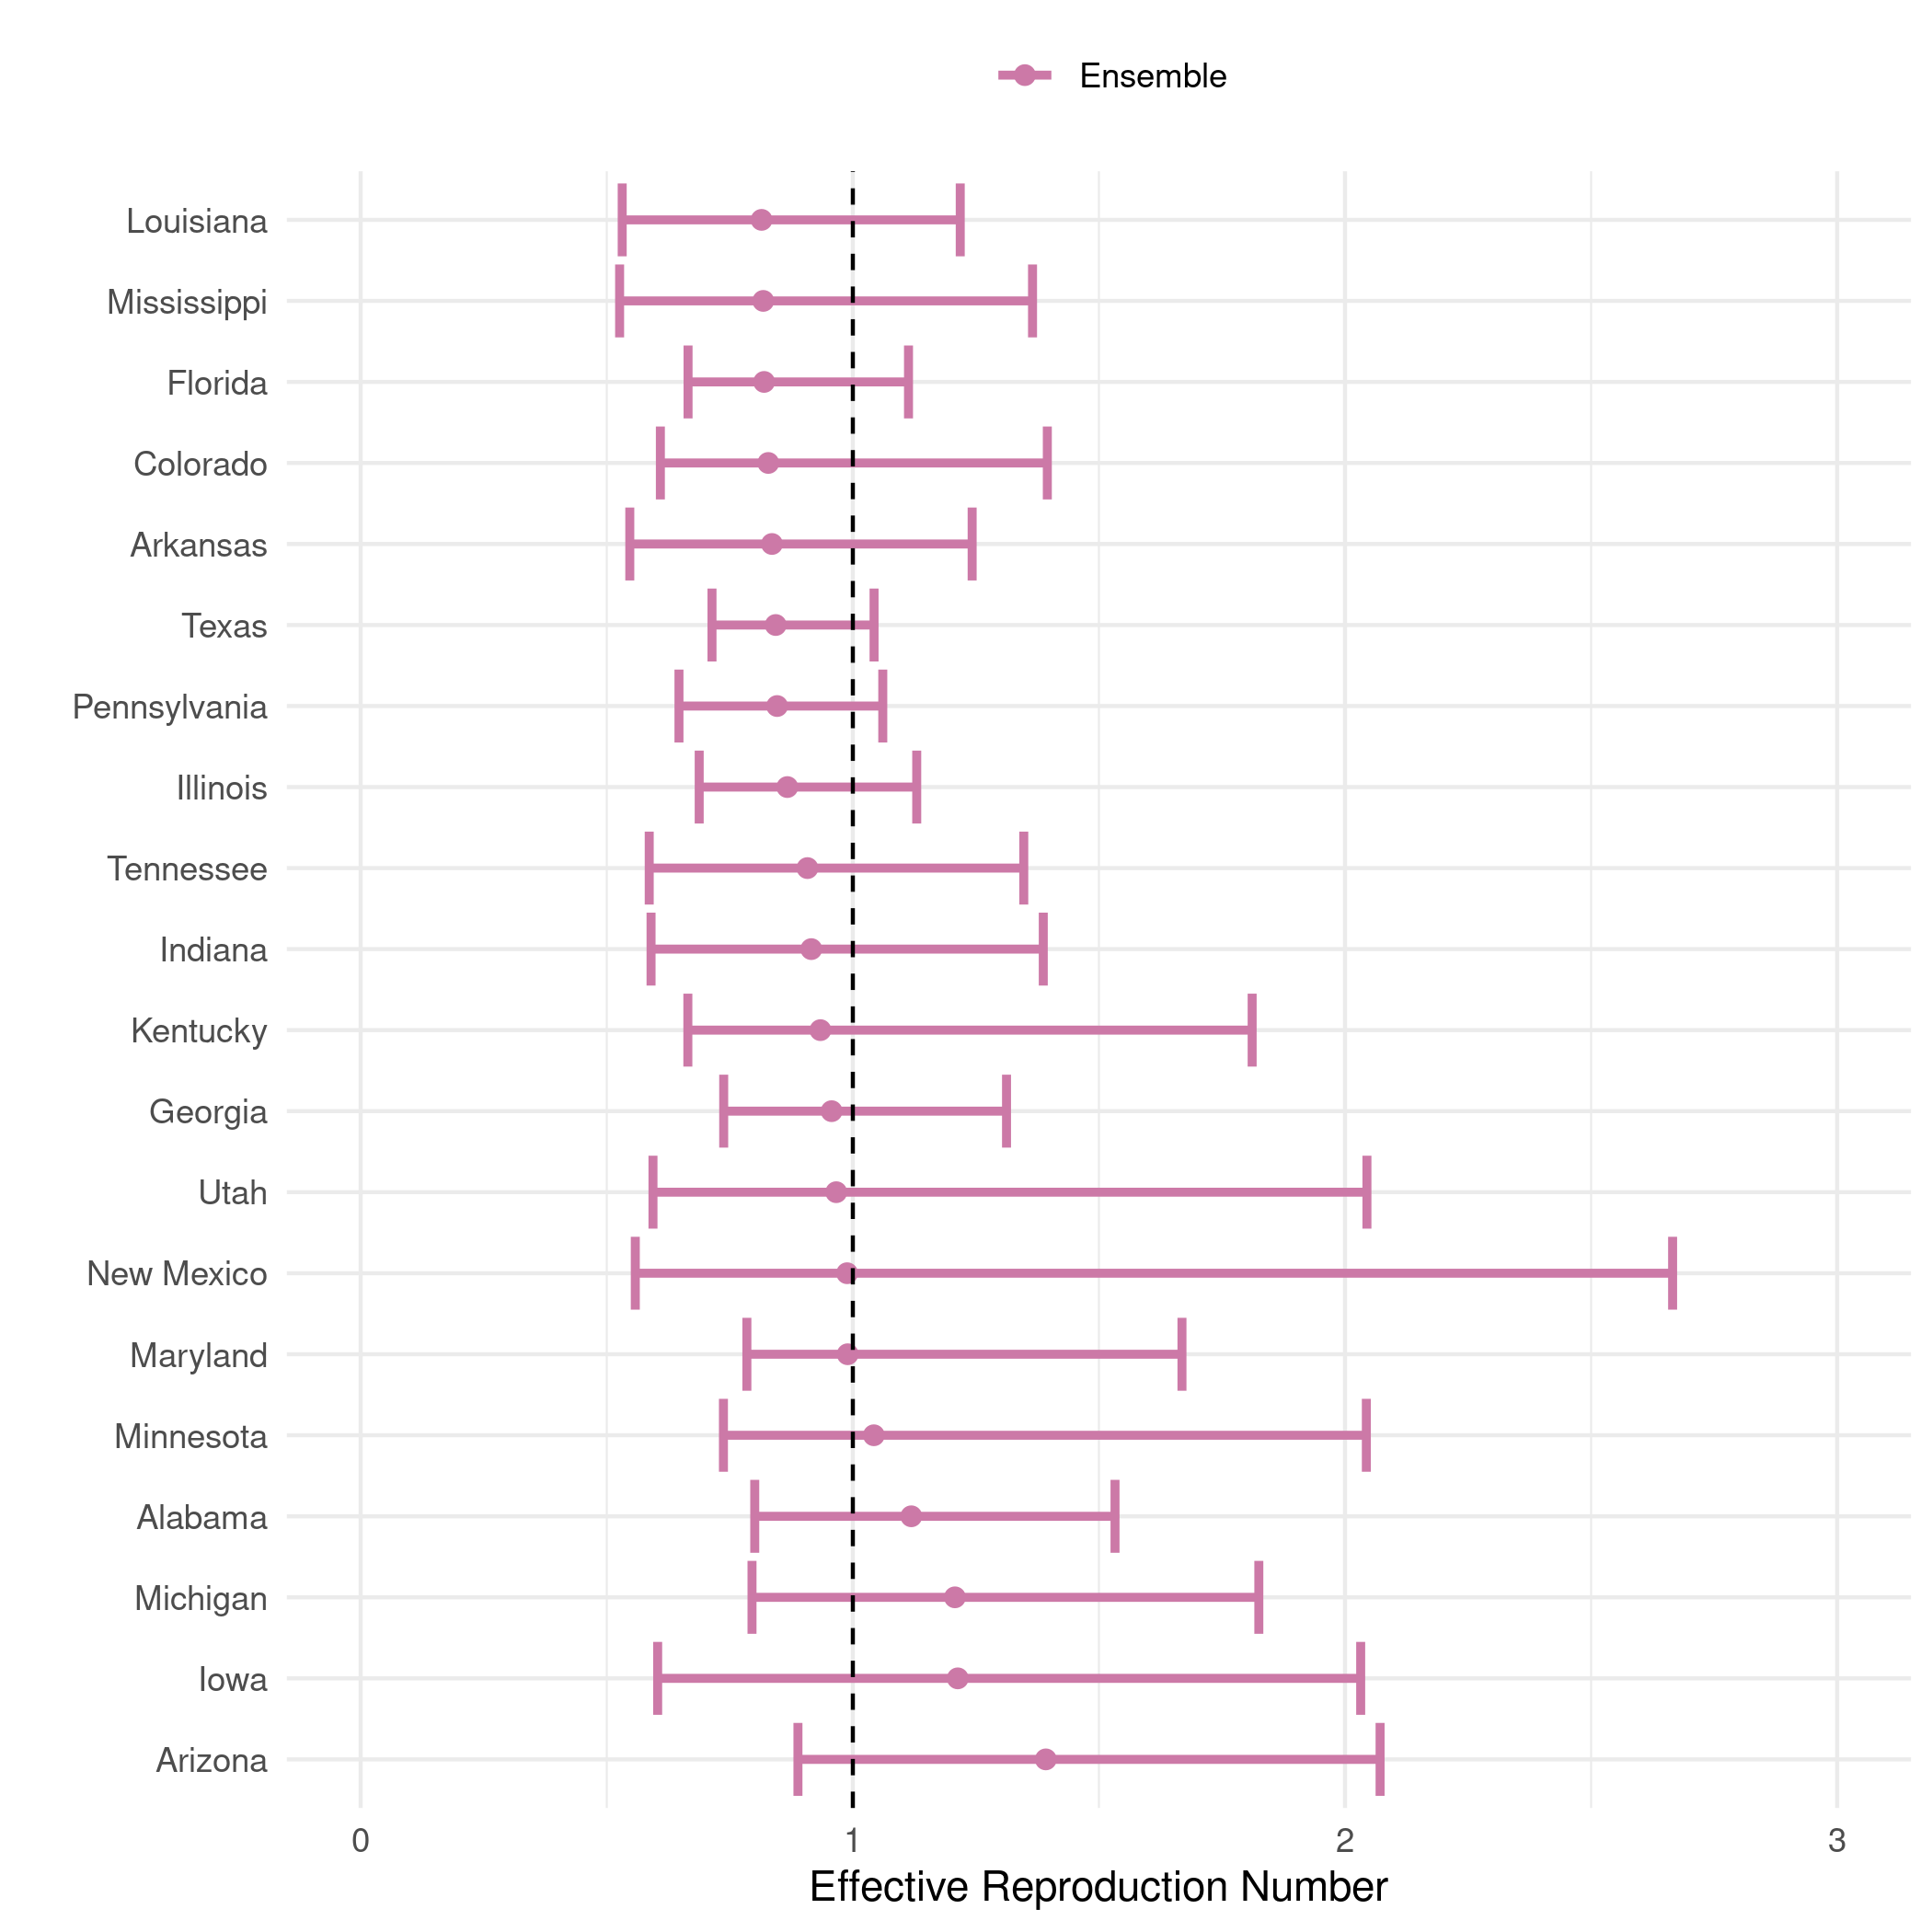 Ensemble
Louisiana
Mississippi
Florida
Colorado
Arkansas
Texas
Pennsylvania
Illinois
Tennessee
Indiana
Kentucky
Georgia
Utah
New Mexico
Maryland
Minnesota
Alabama
Michigan
Iowa
Arizona
0 1 2 3
Effective Reproduction Number